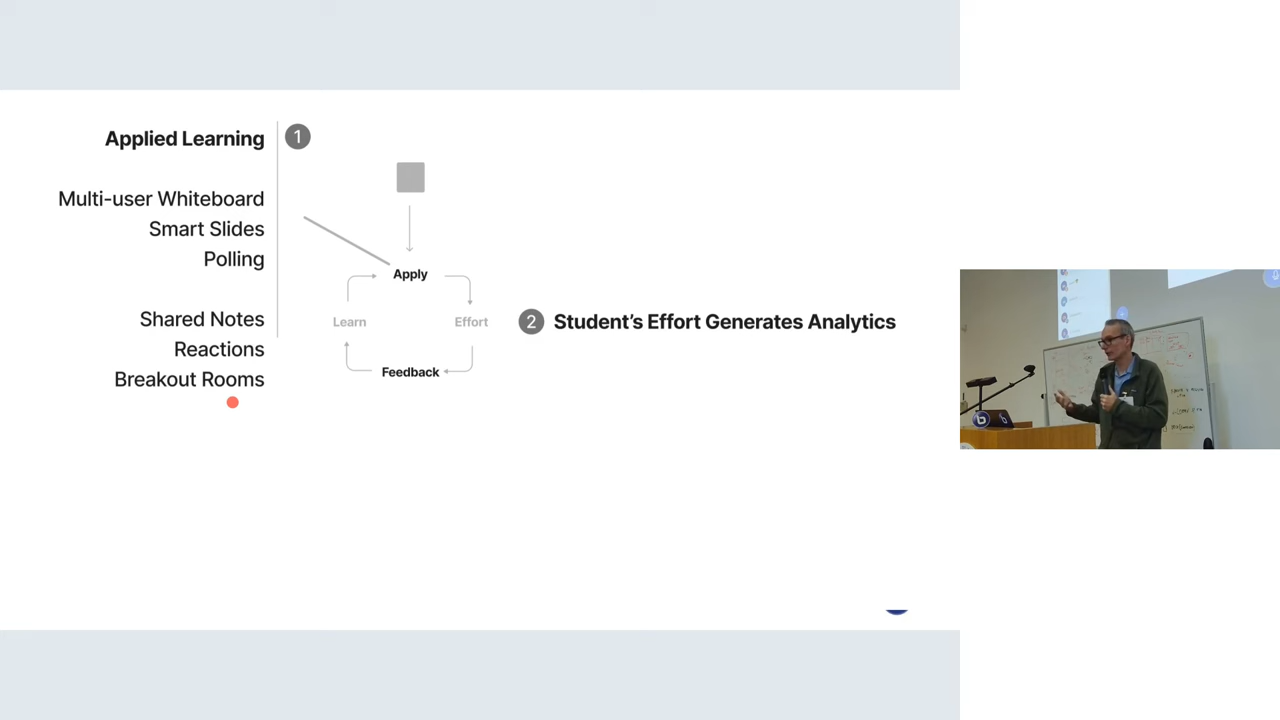 Applied Learning
1
Multi-user Whiteboard
Smart Slides
Polling
Shared Notes
Reactions
Breakout Rooms
Apply
Learn
Effort
Feedback
2 Student's Effort Generates Analytics
b